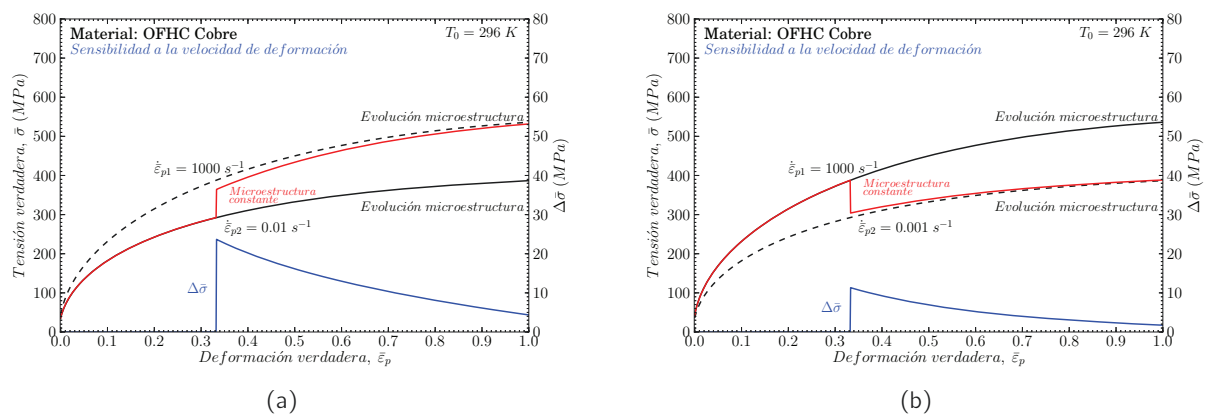 Material: OFHC Cobre
T₀ = 296 K
Sensibilidad a la velocidad de deformación
Tensión verdadera, σ̄ (MPa)
800
700
600
500
400
300
200
100
0
80
70
60
50
40
30
20
10
0
Δσ̄ (MPa)
Evolución microestructura
ε̄̇p1 = 1000 s⁻¹
Microestructura
constante
Evolución microestructura
ε̄̇p2 = 0.01 s⁻¹
Δσ̄
0.0 0.1 0.2 0.3 0.4 0.5 0.6 0.7 0.8 0.9 1.0
Deformación verdadera, ε̄p
(a)
Material: OFHC Cobre
T₀ = 296 K
Sensibilidad a la velocidad de deformación
Tensión verdadera, σ̄ (MPa)
800
700
600
500
400
300
200
100
0
80
70
60
50
40
30
20
10
0
Δσ̄ (MPa)
Evolución microestructura
ε̄̇p1 = 1000 s⁻¹
Microestructura
constante
Evolución microestructura
ε̄̇p2 = 0.001 s⁻¹
Δσ̄
0.0 0.1 0.2 0.3 0.4 0.5 0.6 0.7 0.8 0.9 1.0
Deformación verdadera, ε̄p
(b)